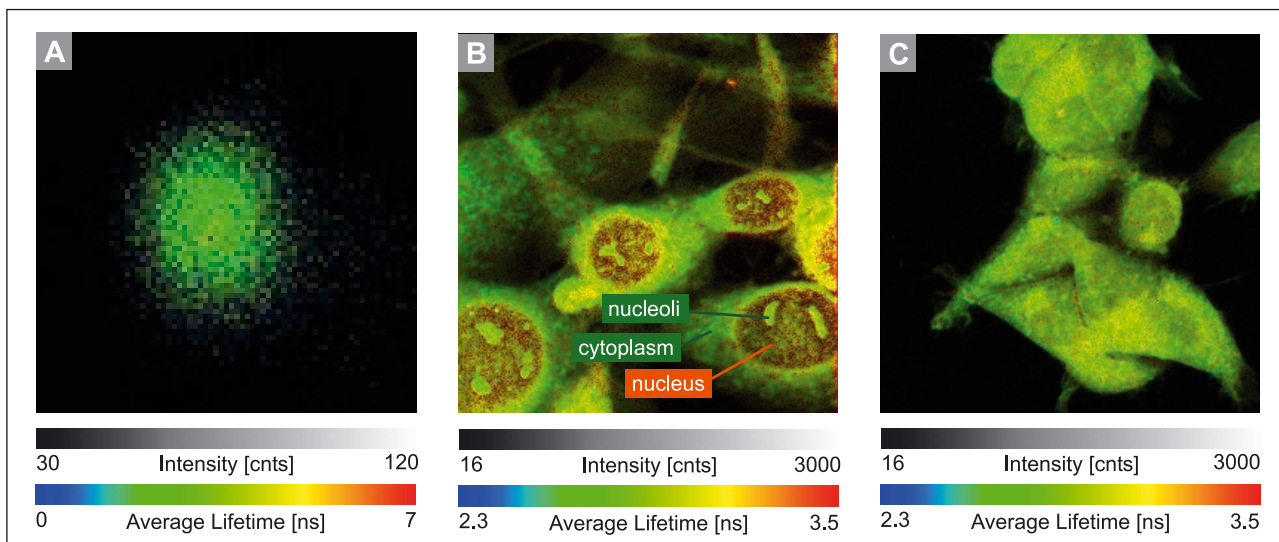 A
B
C
nucleoli
cytoplasm
nucleus
30 Intensity [cnts] 120
0 Average Lifetime [ns] 7
16 Intensity [cnts] 3000
2.3 Average Lifetime [ns] 3.5
16 Intensity [cnts] 3000
2.3 Average Lifetime [ns] 3.5